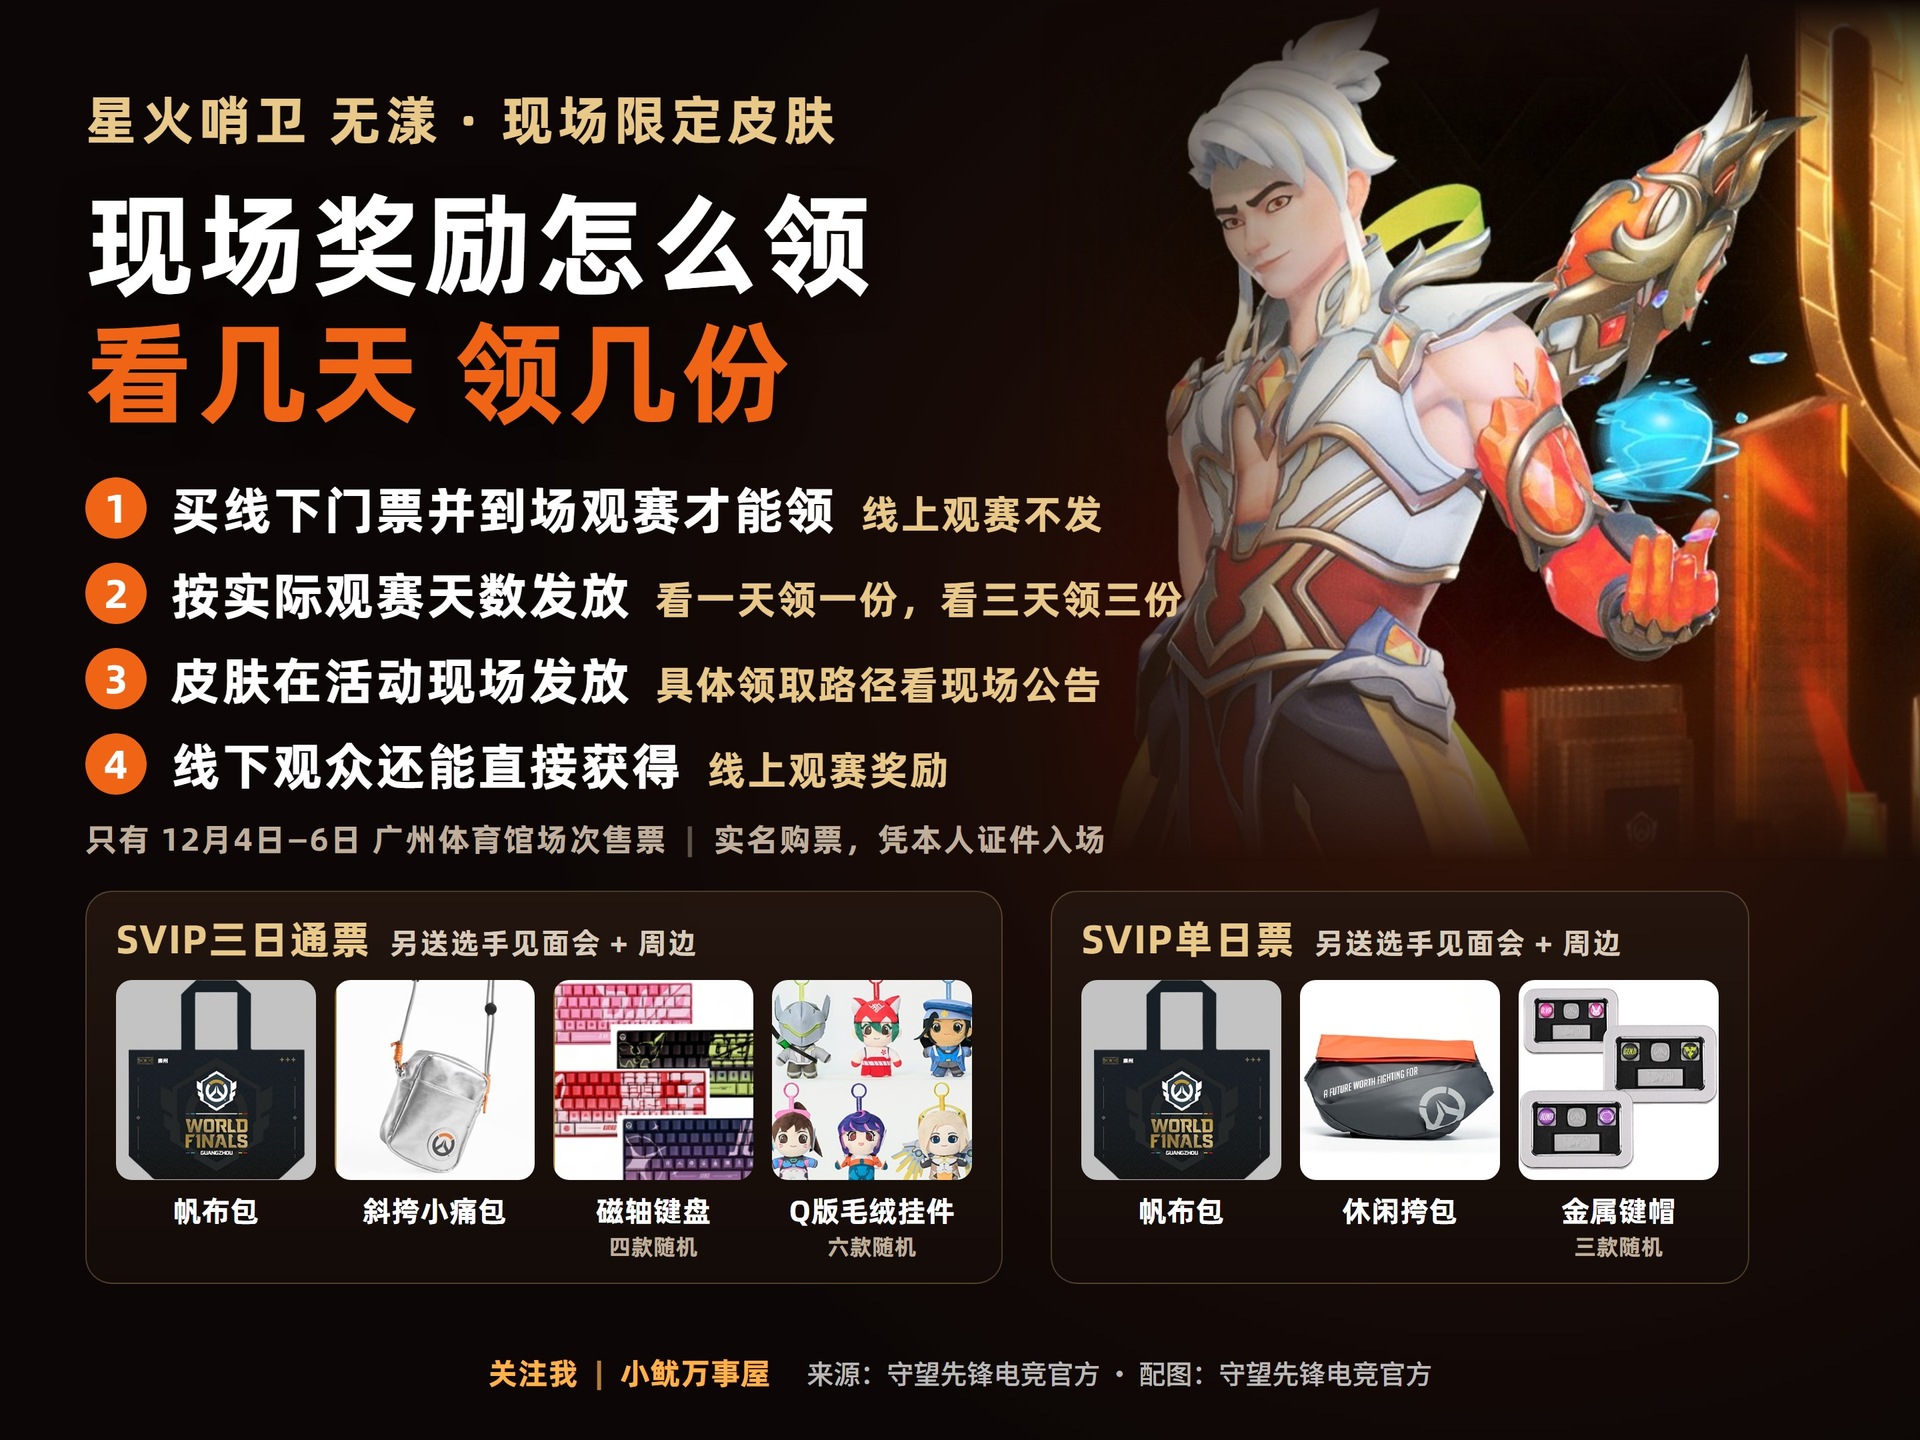 星火哨卫 无漾 · 现场限定皮肤
现场奖励怎么领
看几天 领几份
1 买线下门票并到场观赛才能领 线上观赛不发
2 按实际观赛天数发放 看一天领一份，看三天领三份
3 皮肤在活动现场发放 具体领取路径看现场公告
4 线下观众还能直接获得 线上观赛奖励
只有 12月4日–6日 广州体育馆场次售票 | 实名购票，凭本人证件入场
SVIP三日通票 另送选手见面会 + 周边
WORLD
FINALS
GUANGZHOU
帆布包
斜挎小痛包
磁轴键盘
四款随机
Q版毛绒挂件
六款随机
SVIP单日票 另送选手见面会 + 周边
WORLD
FINALS
GUANGZHOU
A FUTURE WORTH FIGHTING FOR
帆布包
休闲挎包
金属键帽
三款随机
关注我 | 小鱿万事屋 来源：守望先锋电竞官方 · 配图：守望先锋电竞官方